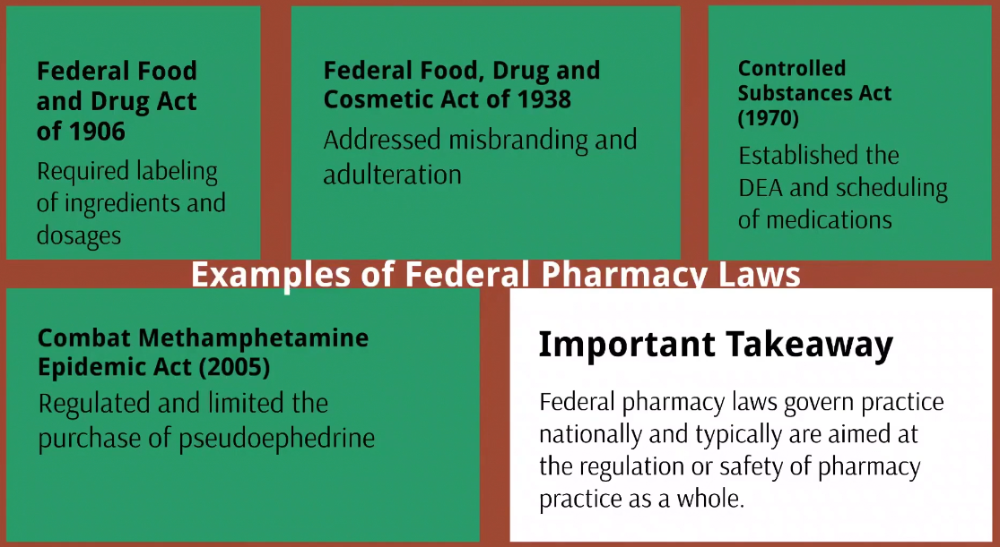 Federal Food
and Drug Act
of 1906
Required labeling
of ingredients and
dosages
Federal Food, Drug and
Cosmetic Act of 1938
Addressed misbranding and
adulteration
Controlled
Substances Act
(1970)
Established the
DEA and scheduling
of medications
Examples of Federal Pharmacy Laws
Combat Methamphetamine
Epidemic Act (2005)
Regulated and limited the
purchase of pseudoephedrine
Important Takeaway
Federal pharmacy laws govern practice
nationally and typically are aimed at
the regulation or safety of pharmacy
practice as a whole.